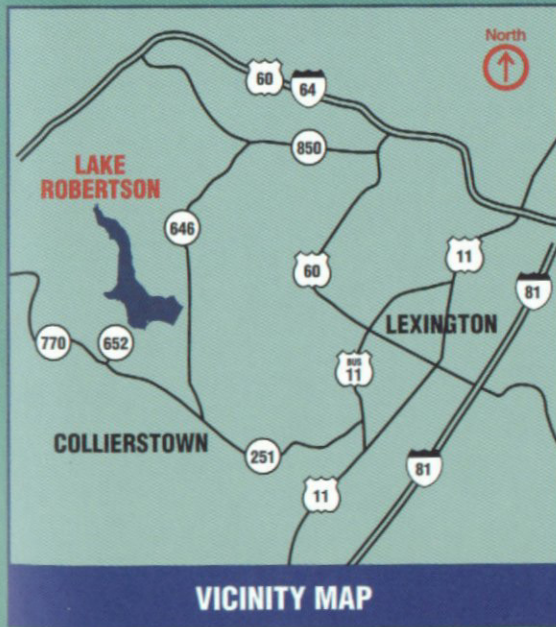 North
60
64
850
LAKE
ROBERTSON
646
11
60
81
LEXINGTON
770
652
BUS
11
COLLIERSTOWN
251
81
11
VICINITY MAP